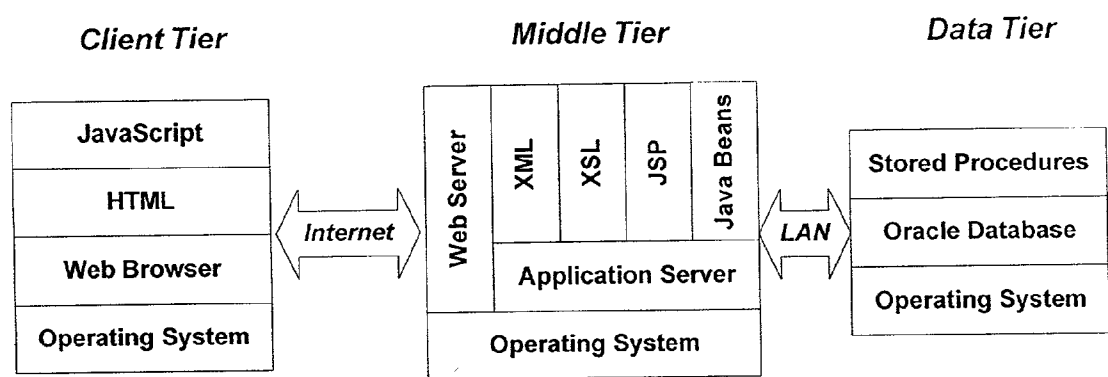 Client Tier
Middle Tier
Data Tier
JavaScript
HTML
Web Browser
Operating System
Internet
Web Server
XML
XSL
JSP
Java Beans
Application Server
Operating System
LAN
Stored Procedures
Oracle Database
Operating System